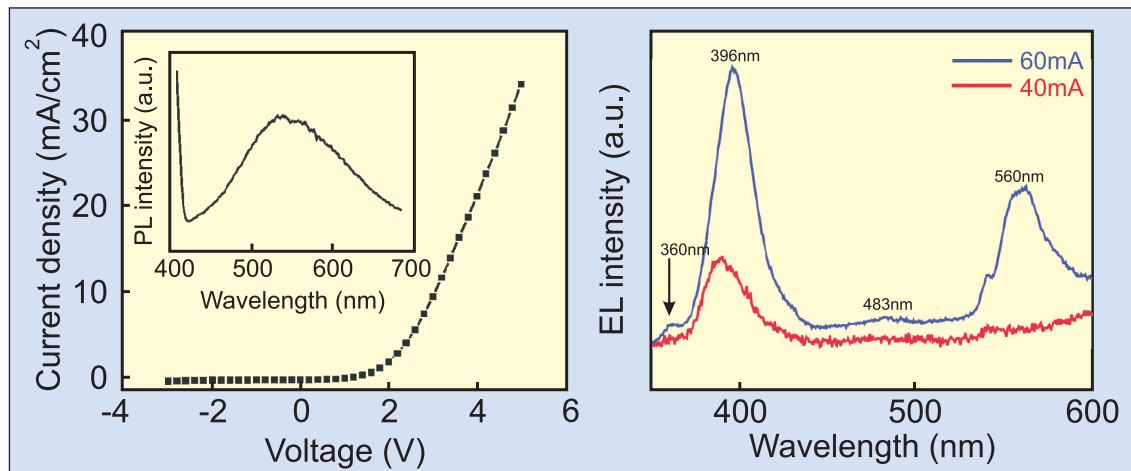 Current density (mA/cm²)
40
30
20
10
0
-4
-2
0
2
4
6
Voltage (V)
PL intensity (a.u.)
400
500
600
700
Wavelength (nm)
EL intensity (a.u.)
396nm
60mA
40mA
560nm
360nm
483nm
400
500
600
Wavelength (nm)